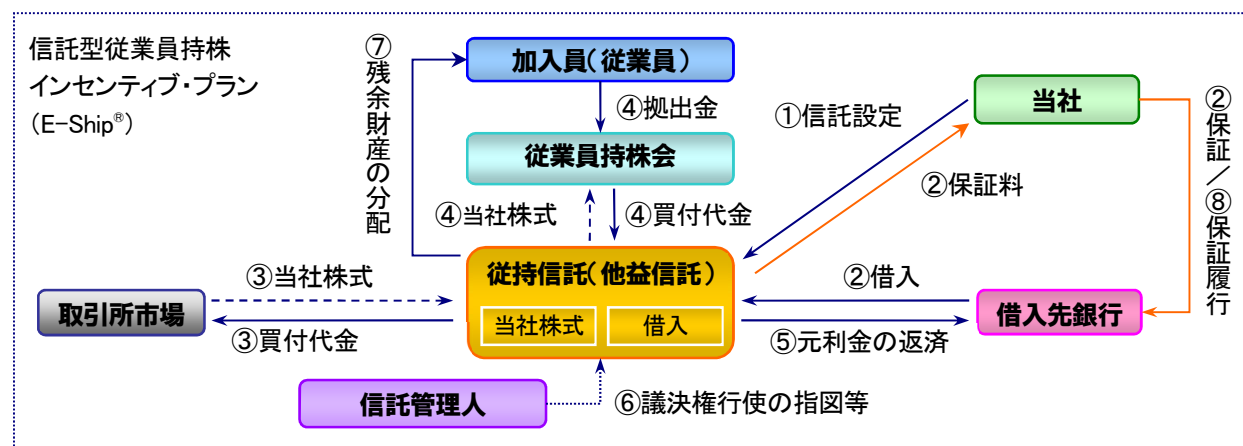 信託型従業員持株
インセンティブ・プラン
(E-Ship®)
⑦残余財産の分配
加入員(従業員)
④拠出金
従業員持株会
④当社株式
④買付代金
①信託設定
②保証料
当社
②保証/⑧保証履行
③当社株式
取引所市場
③買付代金
従持信託(他益信託)
当社株式
借入
②借入
⑤元利金の返済
借入先銀行
信託管理人
⑥議決権行使の指図等